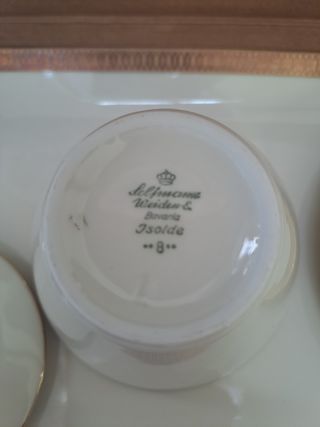 Seltmann
Weiden
Bavaria
Isolde
**8**